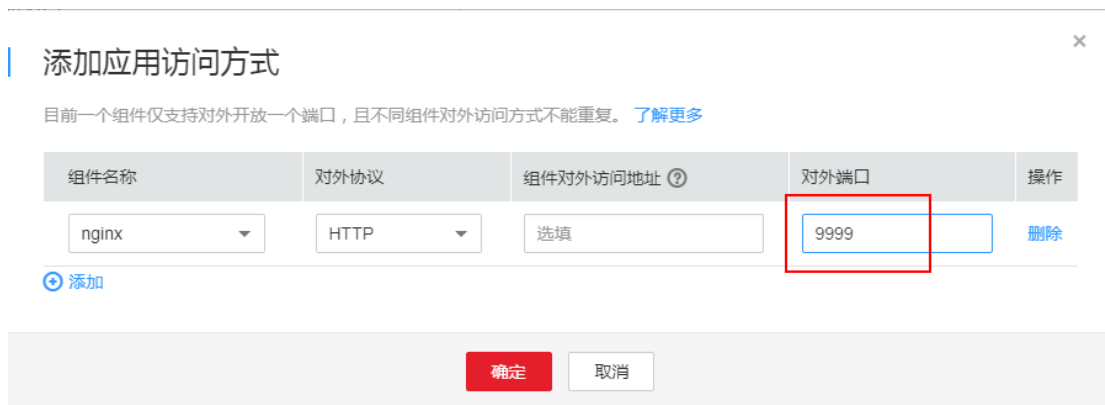 添加应用访问方式
×
目前一个组件仅支持对外开放一个端口，且不同组件对外访问方式不能重复。 了解更多
组件名称 对外协议 组件对外访问地址 ? 对外端口 操作
nginx HTTP 选填 9999 删除
添加
确定 取消